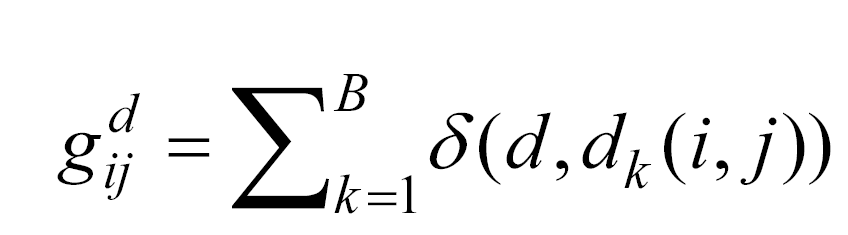 $g_{ij}^{d} = \sum_{k=1}^{B} \delta(d, d_k(i, j))$